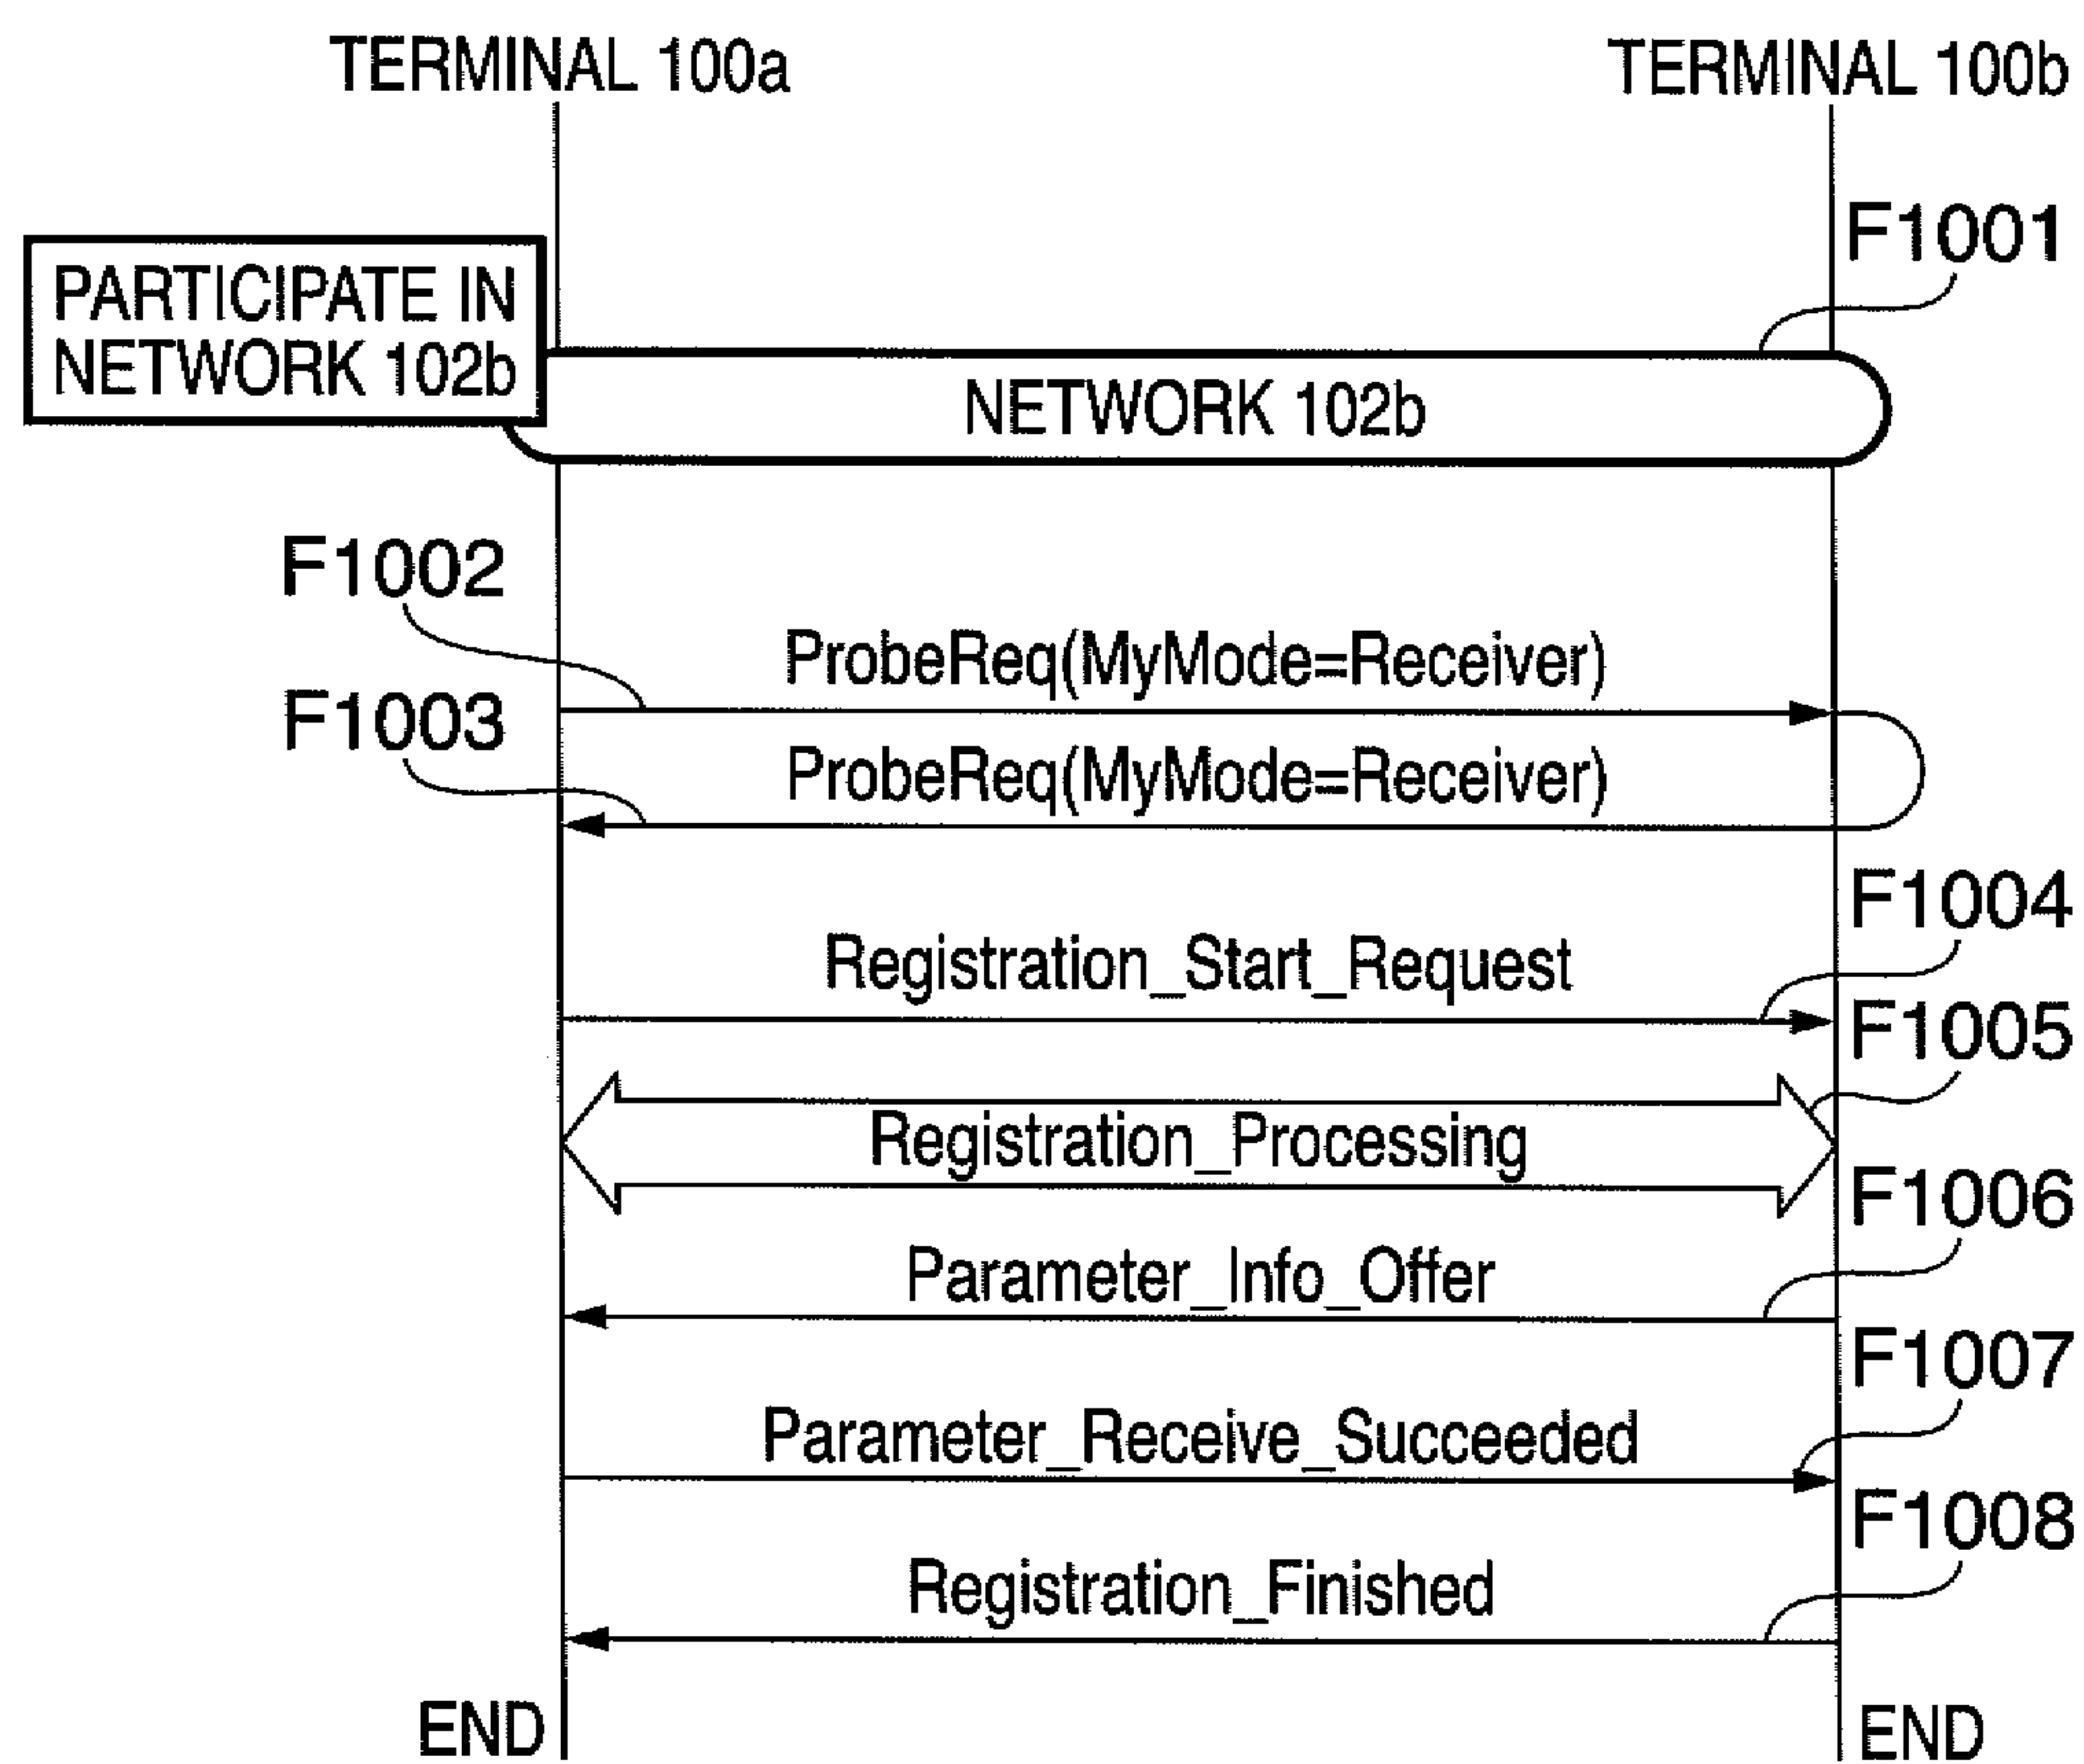 TERMINAL 100a
TERMINAL 100b
F1001
PARTICIPATE IN
NETWORK 102b
NETWORK 102b
F1002
ProbeReq(MyMode=Receiver)
F1003
ProbeReq(MyMode=Receiver)
F1004
Registration_Start_Request
F1005
Registration_Processing
F1006
Parameter_Info_Offer
F1007
Parameter_Receive_Succeeded
F1008
Registration_Finished
END
END